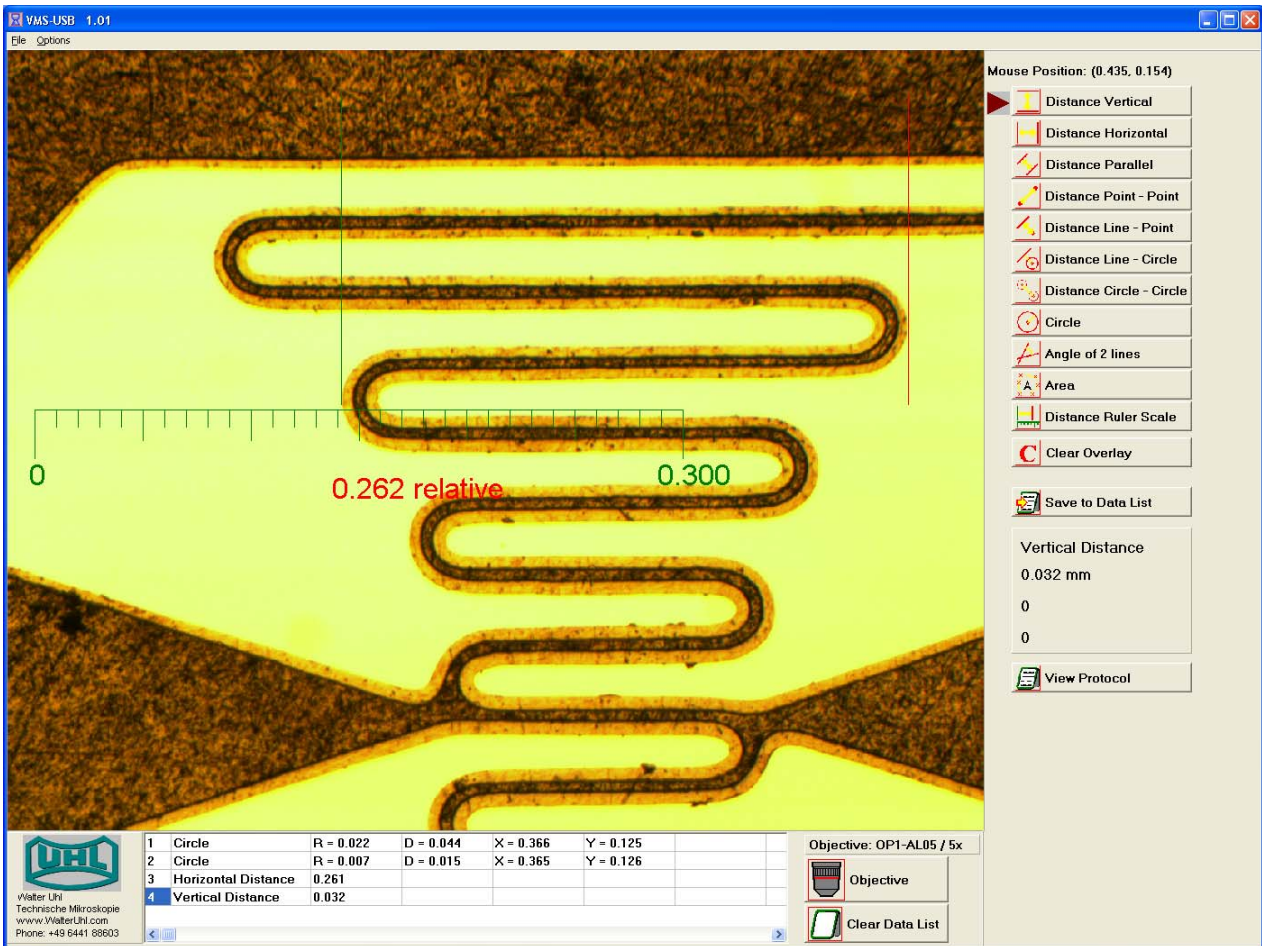 VMS-USB 1.01
File Options
Mouse Position: (0.435, 0.154)
Distance Vertical
Distance Horizontal
Distance Parallel
Distance Point - Point
Distance Line - Point
Distance Line - Circle
Distance Circle - Circle
Circle
Angle of 2 lines
A Area
Distance Ruler Scale
C Clear Overlay
Save to Data List
Vertical Distance
0.032 mm
0
0
View Protocol
0
0.262 relative
0.300
UHL
Walter Uhl
Technische Mikroskopie
www.WalterUhl.com
Phone: +49 6441 88603
1 Circle R = 0.022 D = 0.044 X = 0.366 Y = 0.125
2 Circle R = 0.007 D = 0.015 X = 0.365 Y = 0.126
3 Horizontal Distance 0.261
4 Vertical Distance 0.032
Objective: OP1-AL05 / 5x
Objective
Clear Data List